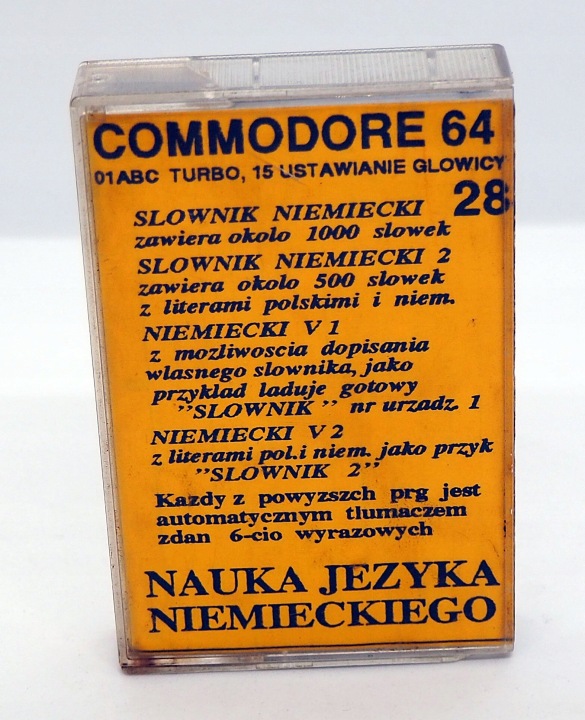 COMMODORE 64
01ABC TURBO, 15 USTAWIANIE GLOWICY
28
SLOWNIK NIEMIECKI
zawiera okolo 1000 slowek
SLOWNIK NIEMIECKI 2
zawiera okolo 500 slowek
z literami polskimi i niem.
NIEMIECKI V 1
z mozliwoscia dopisania
wlasnego slownika, jako
przyklad laduje gotowy
"SLOWNIK " nr urzadz. 1
NIEMIECKI V 2
z literami pol.i niem. jako przyk
"SLOWNIK 2"
Kazdy z powyzszch prg jest
automatycznym tlumaczem
zdan 6-cio wyrazowych
NAUKA JEZYKA
NIEMIECKIEGO